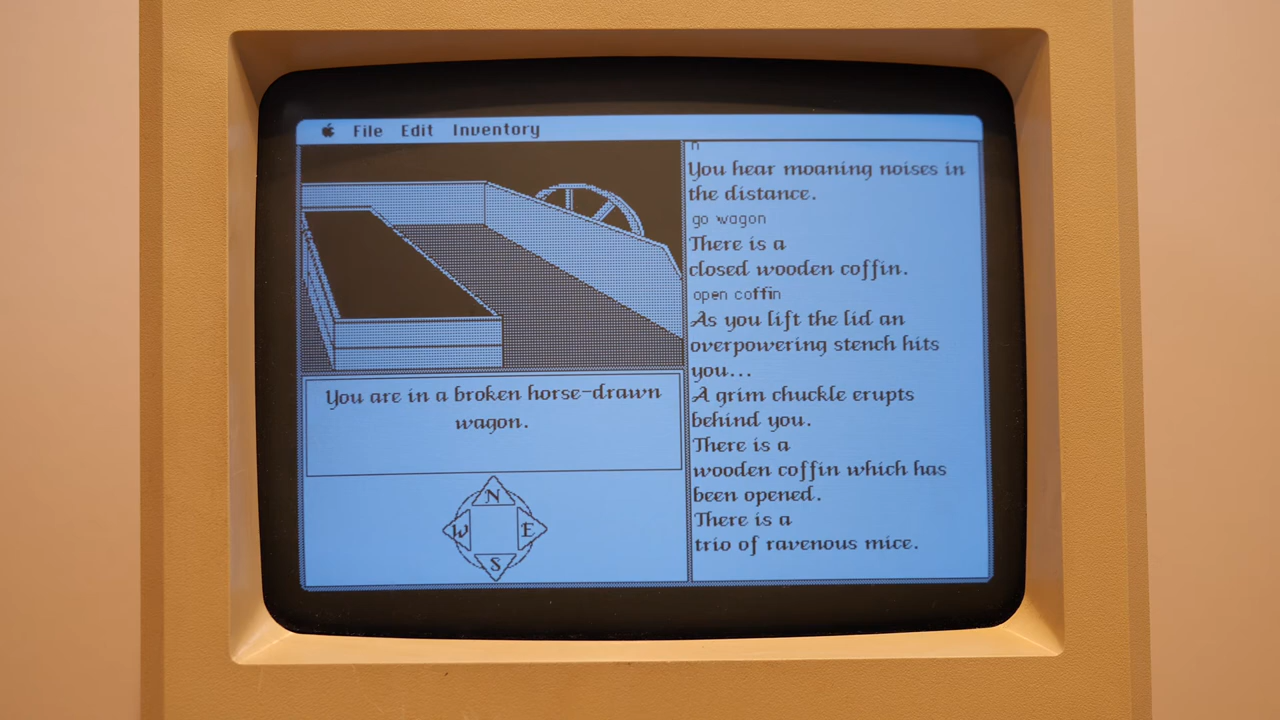 File Edit Inventory
You are in a broken horse-drawn
wagon.
N
W E
S
n
You hear moaning noises in
the distance.
go wagon
There is a
closed wooden coffin.
open coffin
As you lift the lid an
overpowering stench hits
you...
A grim chuckle erupts
behind you.
There is a
wooden coffin which has
been opened.
There is a
trio of ravenous mice.